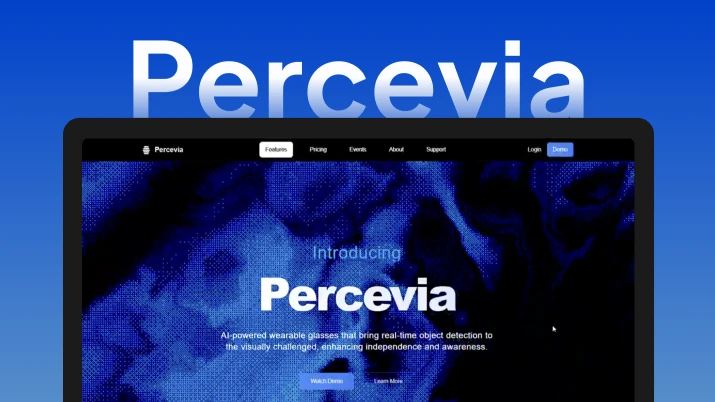 Percevia
Percevia
Features
Pricing
Events
About
Support
Login
Demo
Introducing
Percevia
AI-powered wearable glasses that bring real-time object detection to
the visually challenged, enhancing independence and awareness.
Watch Demo
Learn More